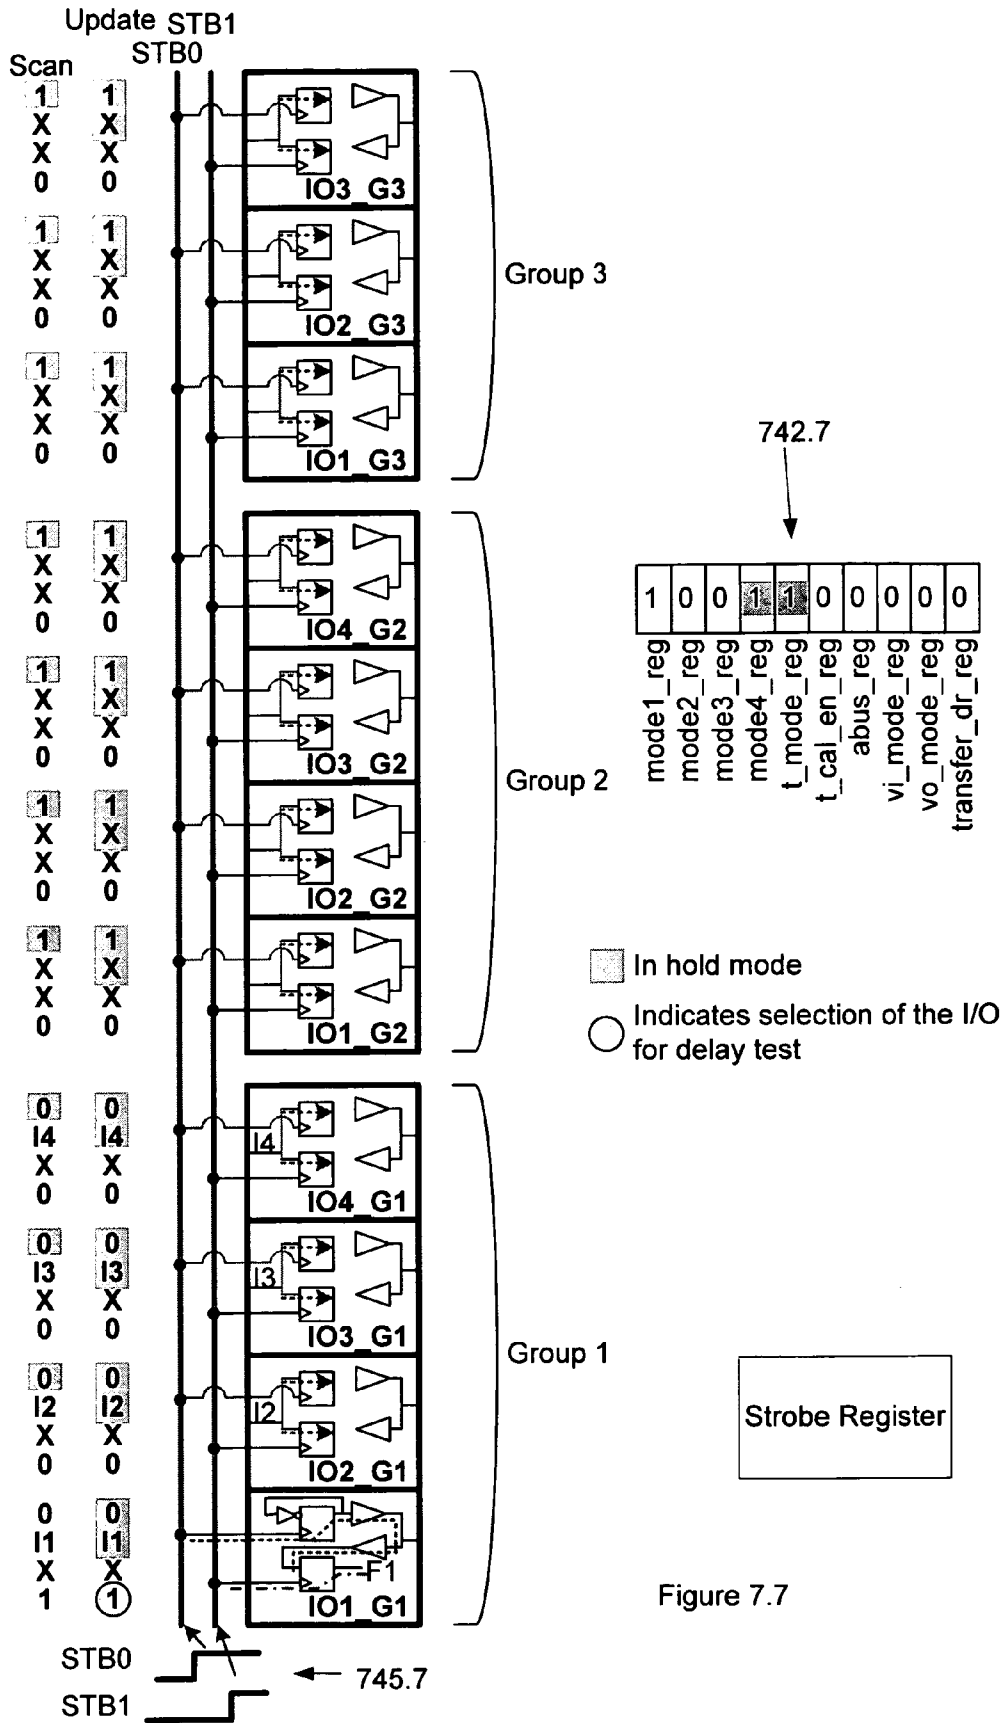 Update STB1
STB0
Scan
1 1
X X
X X
0 0
IO3_G3
1 1
X X
X X
0 0
IO2_G3
1 1
X X
X X
0 0
IO1_G3
Group 3
1 1
X X
X X
0 0
IO4_G2
1 1
X X
X X
0 0
IO3_G2
1 1
X X
X X
0 0
IO2_G2
1 1
X X
X X
0 0
IO1_G2
Group 2
742.7
1 0 0 1 1 0 0 0 0 0
mode1_reg
mode2_reg
mode3_reg
mode4_reg
t_mode_reg
t_cal_en_reg
abus_reg
vi_mode_reg
vo_mode_reg
transfer_dr_reg
In hold mode
Indicates selection of the I/O
for delay test
0 0
I4 I4 I4
X X
0 0
IO4_G1
0 0
I3 I3 I3
X X
0 0
IO3_G1
0 0
I2 I2 I2
X X
0 0
IO2_G1
0 0
I1 I1
X X
1 1
F1
IO1_G1
Group 1
Strobe Register
Figure 7.7
STB0
745.7
STB1